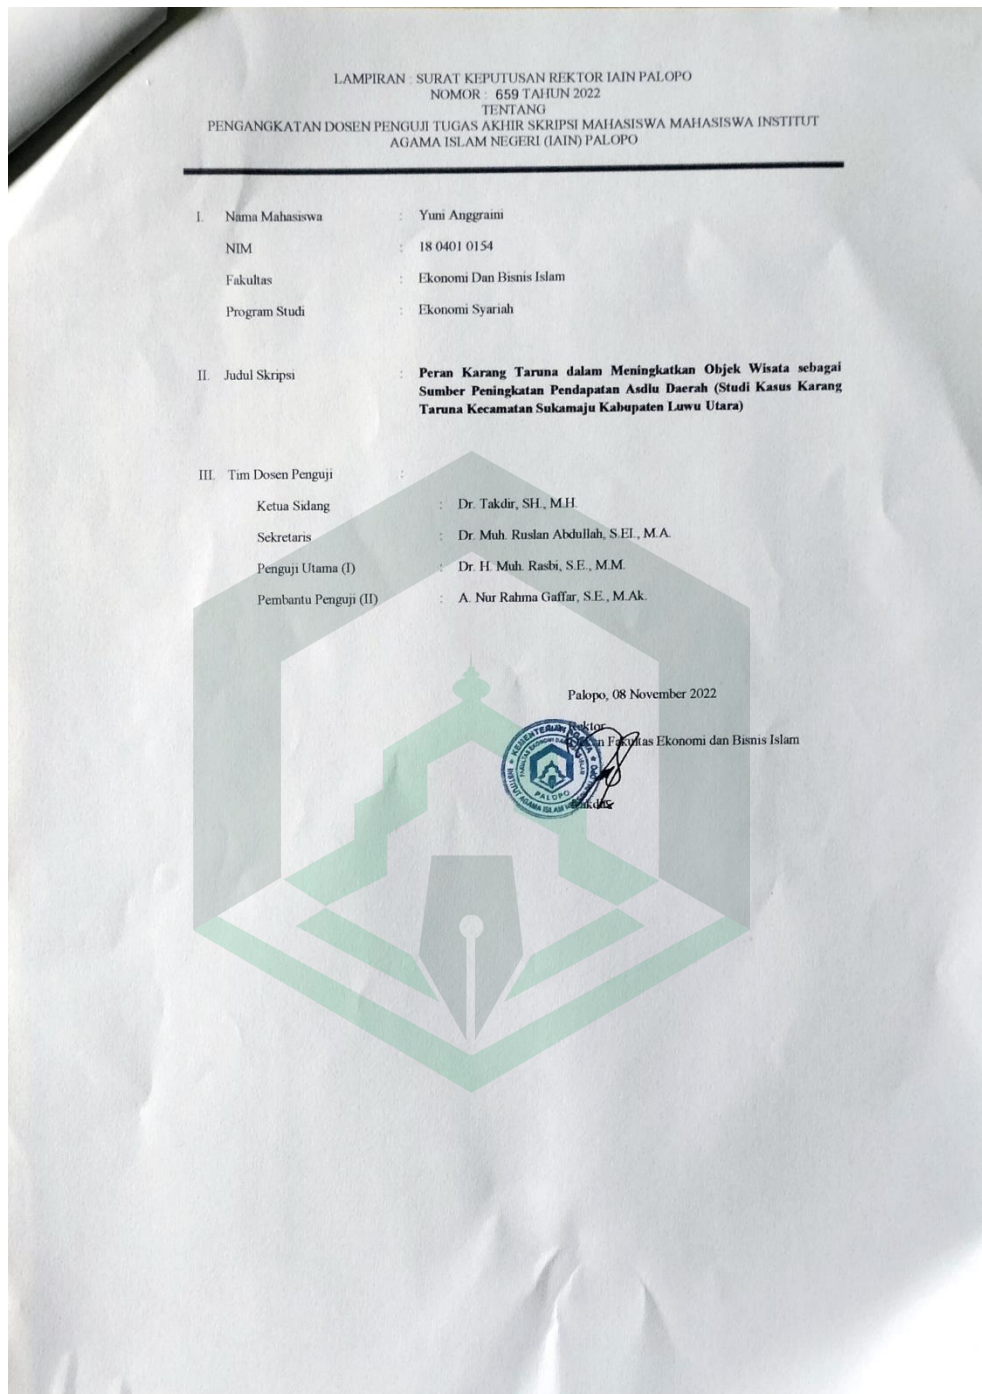 LAMPIRAN : SURAT KEPUTUSAN REKTOR IAIN PALOPO
NOMOR : 659 TAHUN 2022
TENTANG
PENGANGKATAN DOSEN PENGUJI TUGAS AKHIR SKRIPSI MAHASISWA MAHASISWA INSTITUT
AGAMA ISLAM NEGERI (IAIN) PALOPO
I. Nama Mahasiswa : Yuni Anggraini
NIM : 18 0401 0154
Fakultas : Ekonomi Dan Bisnis Islam
Program Studi : Ekonomi Syariah
II. Judul Skripsi : Peran Karang Taruna dalam Meningkatkan Objek Wisata sebagai
Sumber Peningkatan Pendapatan Asdlu Daerah (Studi Kasus Karang
Taruna Kecamatan Sukamaju Kabupaten Luwu Utara)
III. Tim Dosen Penguji :
Ketua Sidang : Dr. Takdir, SH., M.H.
Sekretaris : Dr. Muh. Ruslan Abdullah, S.EI., M.A.
Penguji Utama (I) : Dr. H. Muh. Rasbi, S.E., M.M.
Pembantu Penguji (II) : A. Nur Rahma Gaffar, S.E., M.Ak.
Palopo, 08 November 2022
Rektor
Fakultas Ekonomi dan Bisnis Islam
KEMENTERIAN AGAMA
INSTITUT AGAMA ISLAM
PALOPO